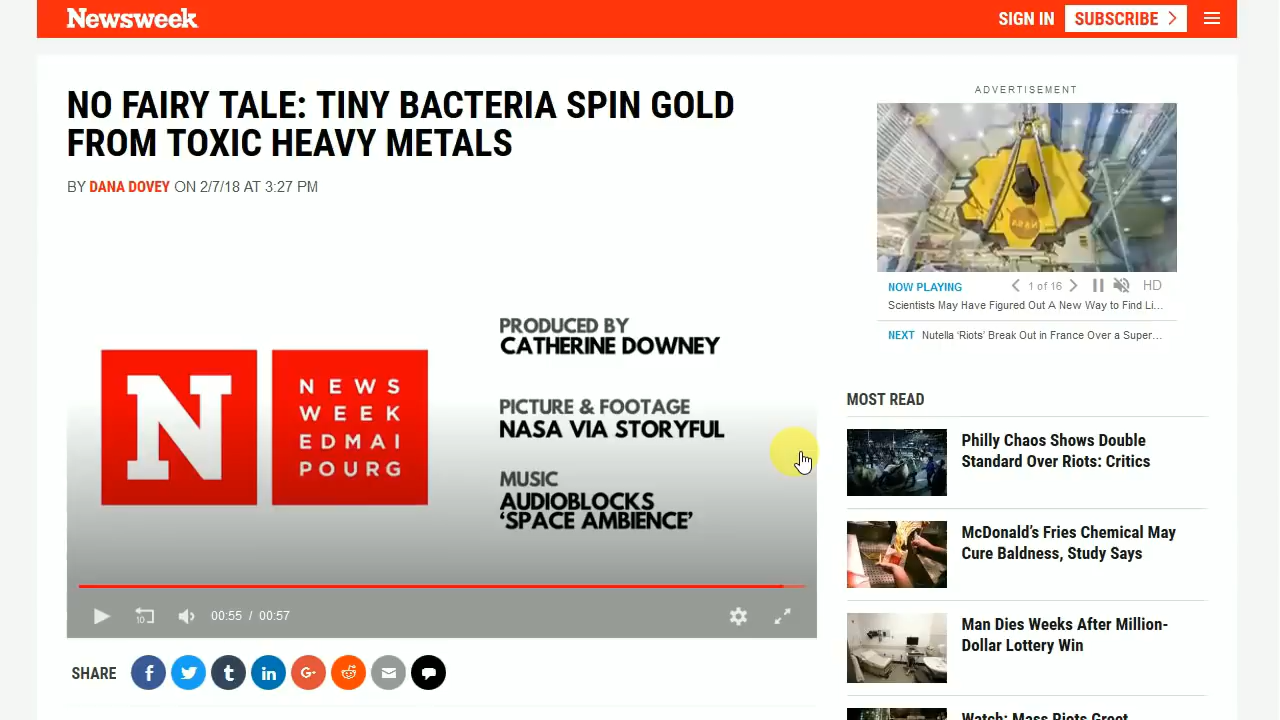 Newsweek
SIGN IN
SUBSCRIBE
NO FAIRY TALE: TINY BACTERIA SPIN GOLD
FROM TOXIC HEAVY METALS
BY DANA DOVEY ON 2/7/18 AT 3:27 PM
N
NEWS
WEEK
EDMAI
POURG
PRODUCED BY
CATHERINE DOWNEY
PICTURE & FOOTAGE
NASA VIA STORYFUL
MUSIC
AUDIOBLOCKS
‘SPACE AMBIENCE’
10
00:55 / 00:57
SHARE
ADVERTISEMENT
NOW PLAYING
1 of 16
HD
Scientists May Have Figured Out A New Way to Find Li...
NEXT Nutella 'Riots' Break Out in France Over a Super...
MOST READ
Philly Chaos Shows Double
Standard Over Riots: Critics
McDonald’s Fries Chemical May
Cure Baldness, Study Says
Man Dies Weeks After Million-
Dollar Lottery Win
Watch: Mass Riots Greet